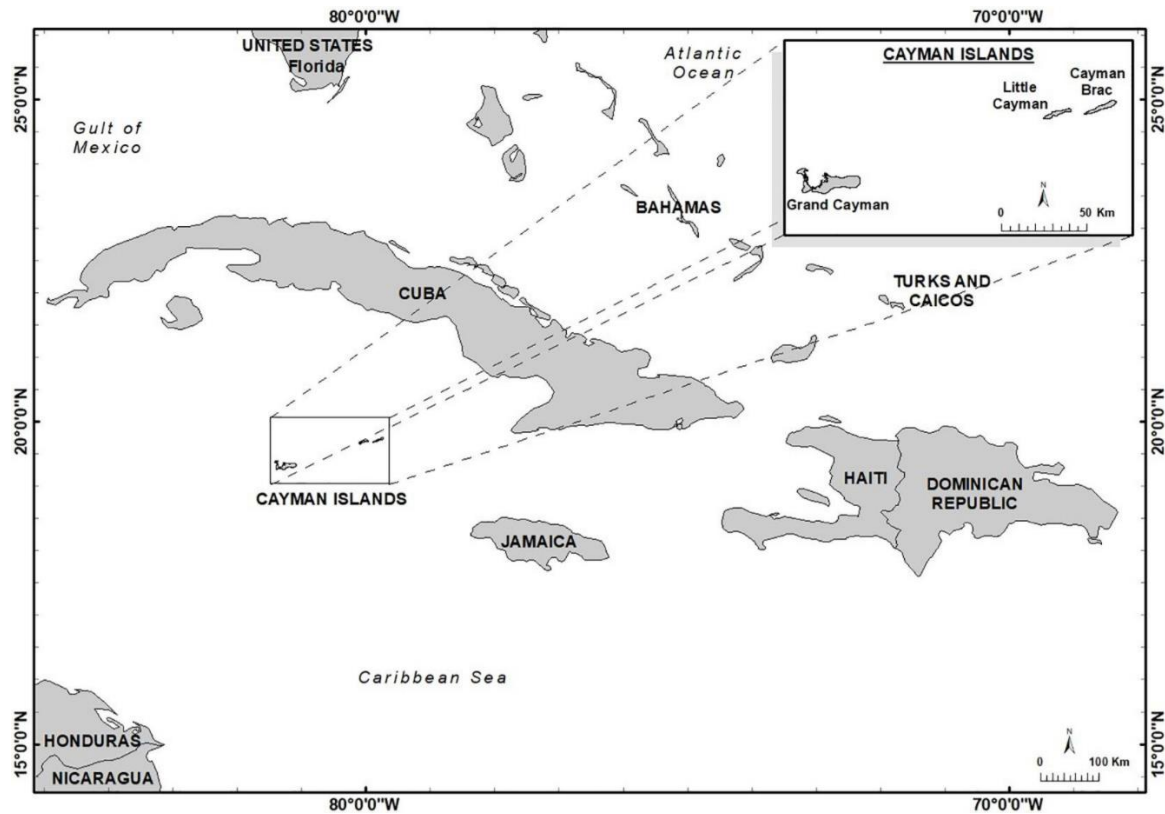 80°0'0"W
70°0'0"W
UNITED STATES
Florida
Atlantic
Ocean
CAYMAN ISLANDS
Little
Cayman
Cayman
Brac
Grand Cayman
N
0 50 Km
25°0'0"N
25°0'0"N
Gulf of
Mexico
BAHAMAS
TURKS AND
CAICOS
CUBA
20°0'0"N
20°0'0"N
CAYMAN ISLANDS
HAITI
DOMINICAN
REPUBLIC
JAMAICA
Caribbean Sea
15°0'0"N
15°0'0"N
HONDURAS
NICARAGUA
N
0 100 Km
80°0'0"W
70°0'0"W